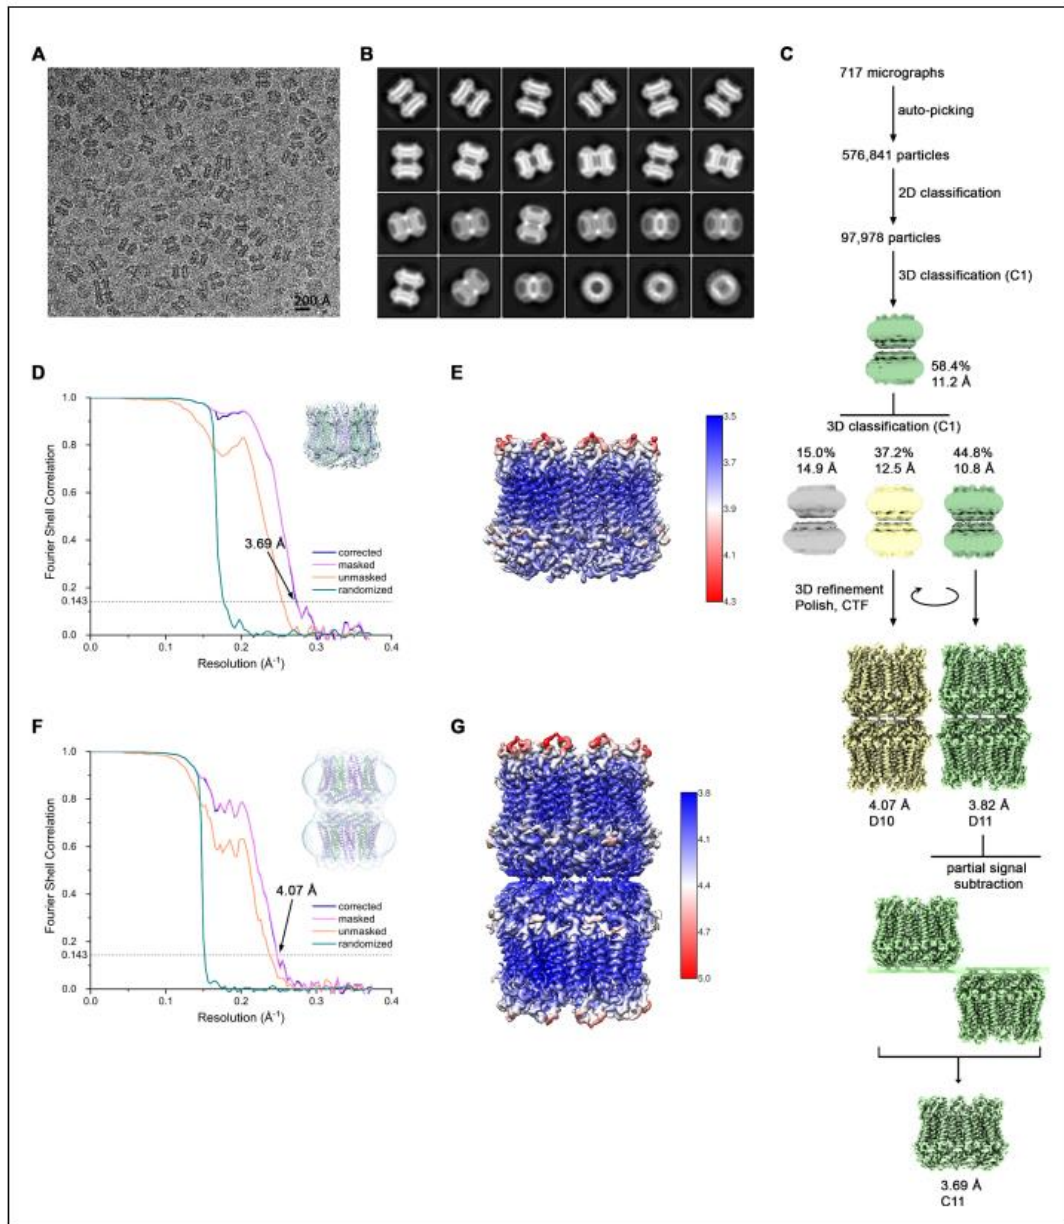 A
200 Å
B
C
717 micrographs
auto-picking
576,841 particles
2D classification
97,978 particles
3D classification (C1)
58.4%
11.2 Å
3D classification (C1)
15.0%
14.9 Å
37.2%
12.5 Å
44.8%
10.8 Å
3D refinement
Polish, CTF
4.07 Å
D10
3.82 Å
D11
partial signal
subtraction
3.69 Å
C11
D
Fourier Shell Correlation
1.0
0.8
0.6
0.4
0.2
0.143
0.0
0.0
0.1
0.2
0.3
0.4
Resolution (Å⁻¹)
3.69 Å
corrected
masked
unmasked
randomized
E
3.5
3.7
3.9
4.1
4.3
F
Fourier Shell Correlation
1.0
0.8
0.6
0.4
0.2
0.143
0.0
0.0
0.1
0.2
0.3
0.4
Resolution (Å⁻¹)
4.07 Å
corrected
masked
unmasked
randomized
G
3.8
4.1
4.4
4.7
5.0